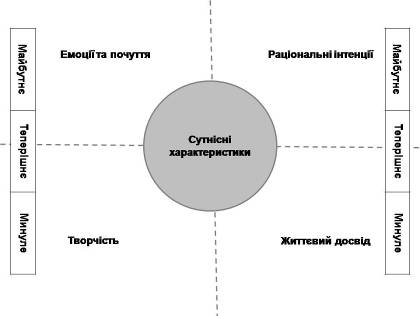 Майбутнє
Емоції та почуття
Раціональні інтенції
Майбутнє
Теперішнє
Сутнісні
характеристики
Теперішнє
Минуле
Творчість
Життєвий досвід
Минуле